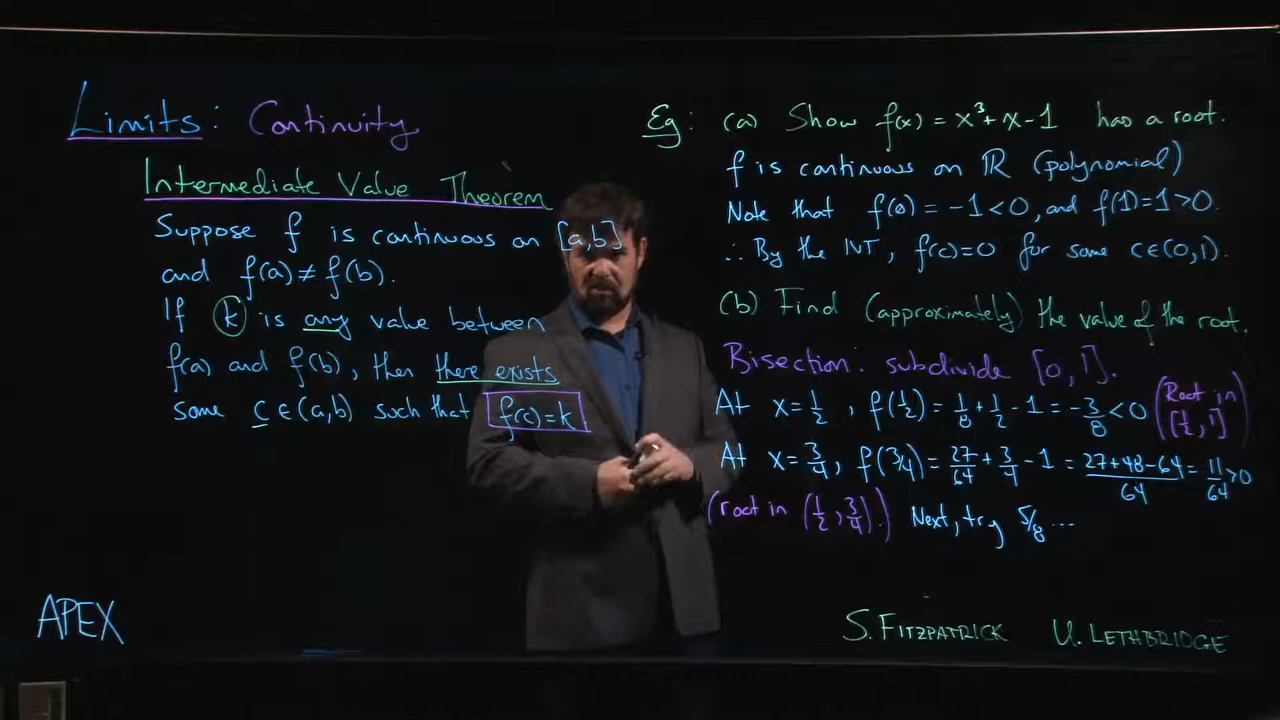 Limits: Continuity
Intermediate Value Theorem
Suppose f is continuous on [a,b]
and f(a) ≠ f(b).
If k is any value between
f(a) and f(b), then there exists
some c ∈ (a,b) such that f(c)=k
Eg: (a) Show f(x) = x³+x-1 has a root.
f is continuous on ℝ (polynomial)
Note that f(0) = -1<0, and f(1)=1>0.
∴ By the IVT, f(c)=0 for some c∈(0,1).
(b) Find (approximately) the value of the root.
Bisection: subdivide [0,1].
At x=1/2, f(1/2) = 1/8 + 1/2 - 1 = -3/8 < 0 (Root in [1/2, 1])
At x=3/4, f(3/4) = 27/64 + 3/4 - 1 = (27+48-64)/64 = 11/64 >0
(root in (1/2, 3/4).) Next, try 5/8 ...
APEX
S. FITZPATRICK U. LETHBRIDGE